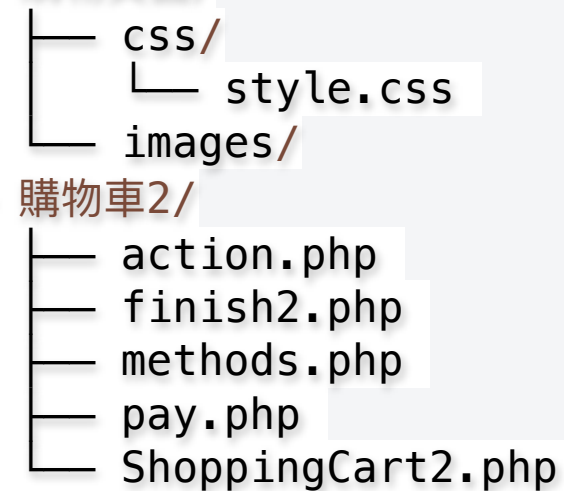 ├── css/
│   └── style.css
└── images/
購物車2/
├── action.php
├── finish2.php
├── methods.php
├── pay.php
└── ShoppingCart2.php